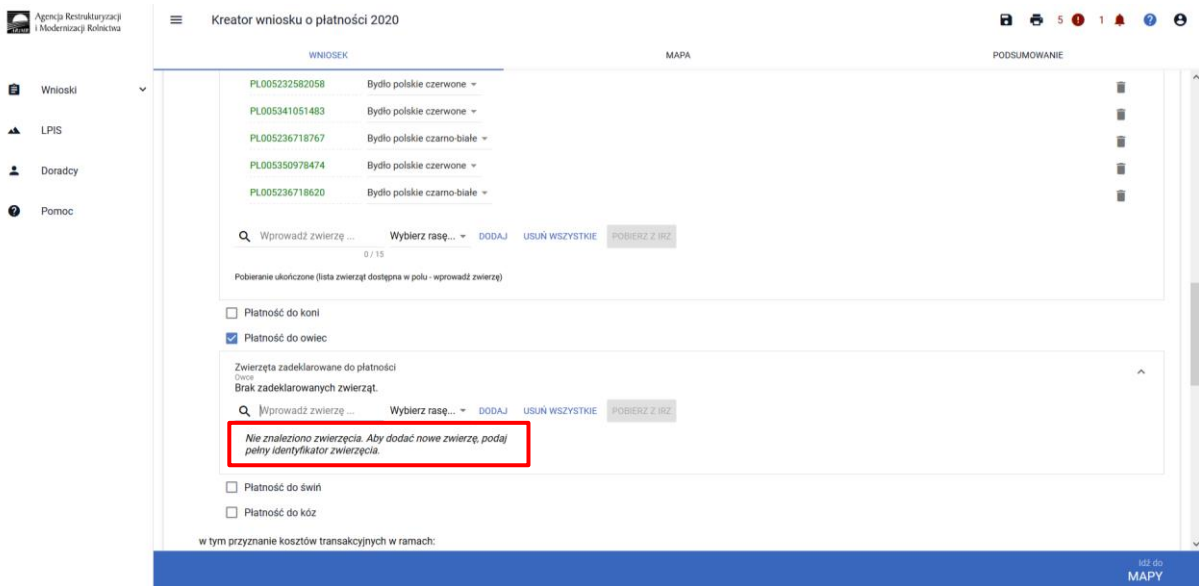 Agencja Restrukturyzacji
i Modernizacji Rolnictwa
Kreator wniosku o płatności 2020
5 1
WNIOSEK MAPA PODSUMOWANIE
Wnioski
LPIS
Doradcy
Pomoc
PL005232582058 Bydło polskie czerwone
PL005341051483 Bydło polskie czerwone
PL005236718767 Bydło polskie czarno-białe
PL005350978474 Bydło polskie czerwone
PL005236718620 Bydło polskie czarno-białe
Wprowadź zwierzę ... Wybierz rasę... DODAJ USUŃ WSZYSTKIE POBIERZ Z IRZ
0 / 15
Pobieranie ukończone (lista zwierząt dostępna w polu - wprowadź zwierzę)
Płatność do koni
Płatność do owiec
Zwierzęta zadeklarowane do płatności
Owce
Brak zadeklarowanych zwierząt.
Wprowadź zwierzę ... Wybierz rasę... DODAJ USUŃ WSZYSTKIE POBIERZ Z IRZ
Nie znaleziono zwierzęcia. Aby dodać nowe zwierzę, podaj
pełny identyfikator zwierzęcia.
Płatność do świń
Płatność do kóz
w tym przyznanie kosztów transakcyjnych w ramach:
Idź do
MAPY